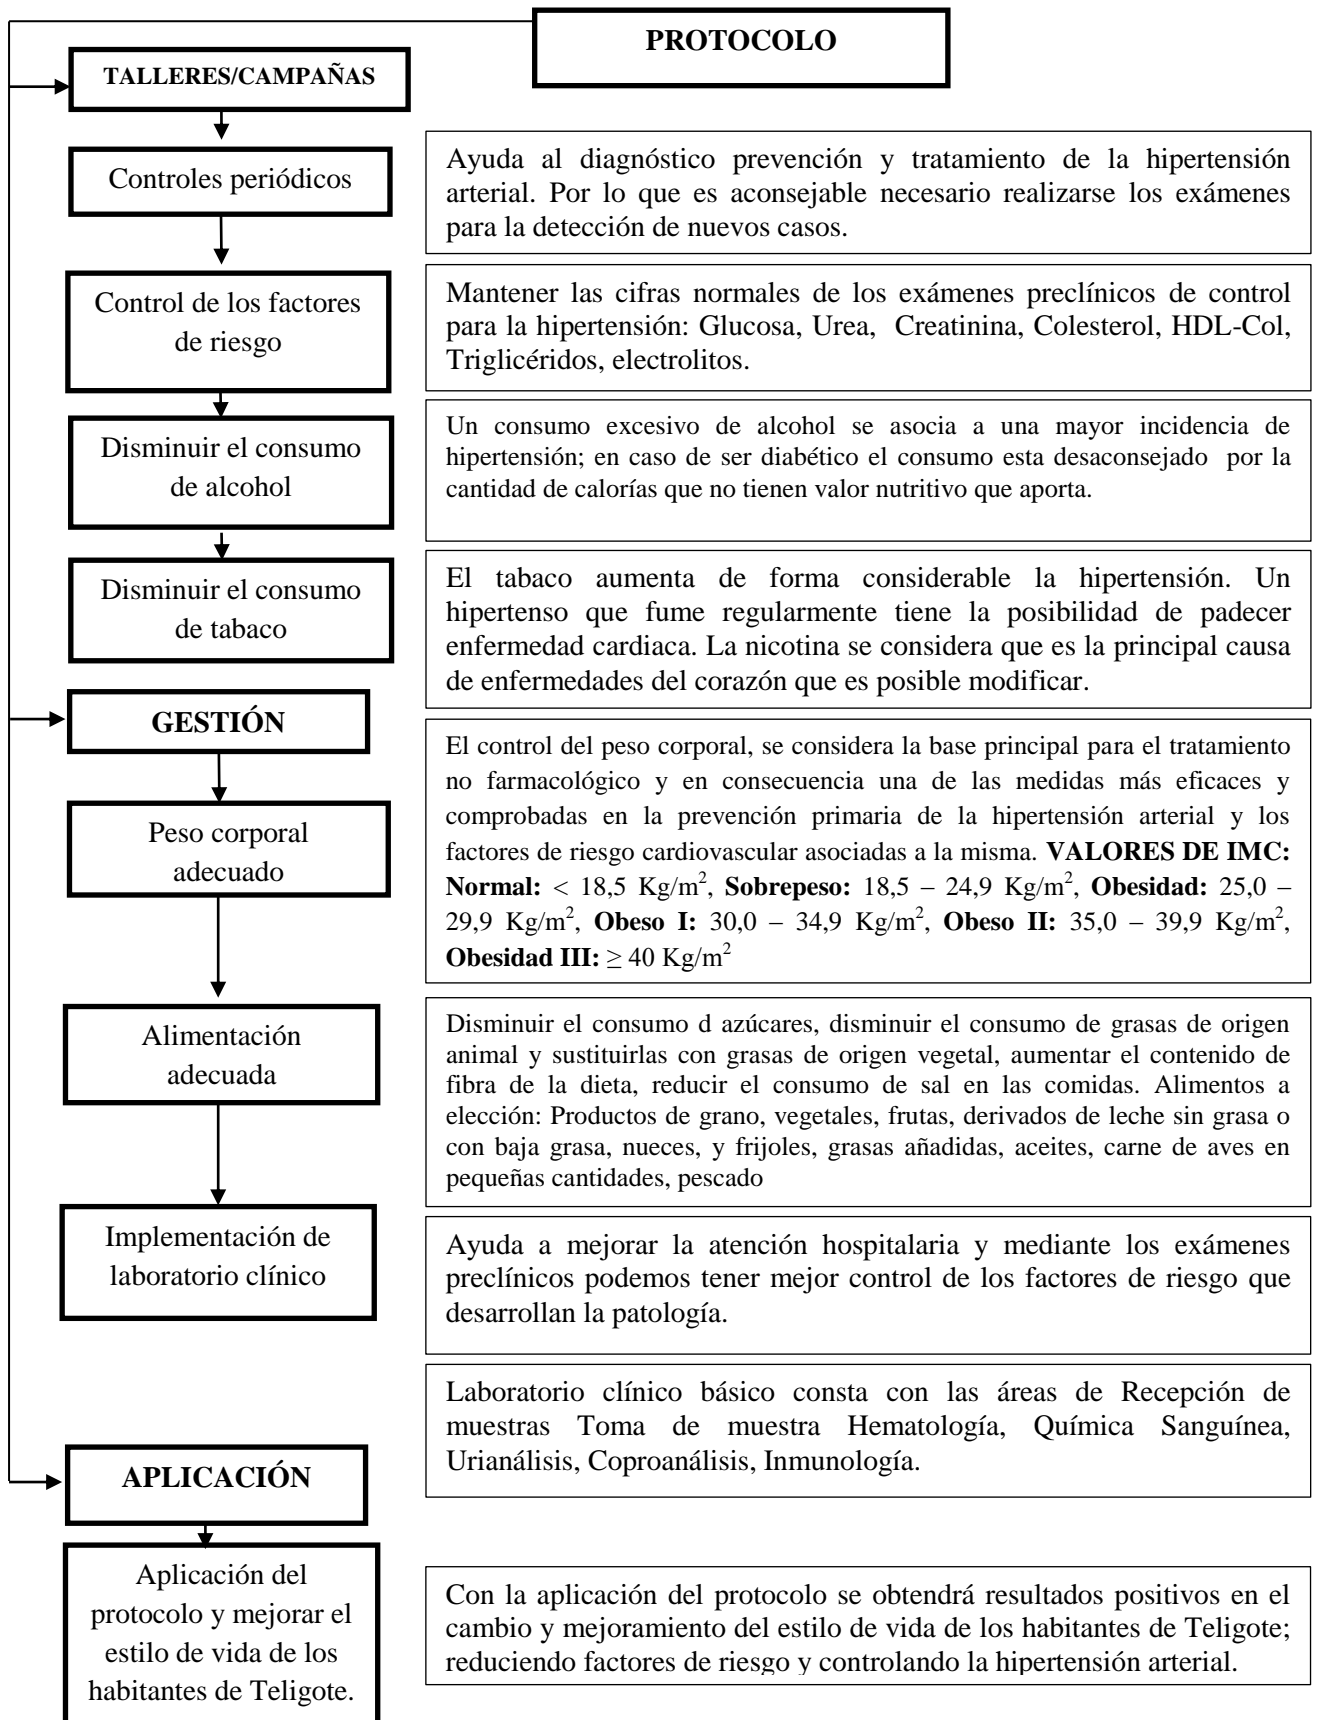 PROTOCOLO
TALLERES/CAMPAÑAS
Controles periódicos
Ayuda al diagnóstico prevención y tratamiento de la hipertensión
arterial. Por lo que es aconsejable necesario realizarse los exámenes
para la detección de nuevos casos.
Control de los factores
de riesgo
Mantener las cifras normales de los exámenes preclínicos de control
para la hipertensión: Glucosa, Urea, Creatinina, Colesterol, HDL-Col,
Triglicéridos, electrolitos.
Disminuir el consumo
de alcohol
Un consumo excesivo de alcohol se asocia a una mayor incidencia de
hipertensión; en caso de ser diabético el consumo esta desaconsejado por la
cantidad de calorías que no tienen valor nutritivo que aporta.
Disminuir el consumo
de tabaco
El tabaco aumenta de forma considerable la hipertensión. Un
hipertenso que fume regularmente tiene la posibilidad de padecer
enfermedad cardiaca. La nicotina se considera que es la principal causa
de enfermedades del corazón que es posible modificar.
GESTIÓN
Peso corporal
adecuado
El control del peso corporal, se considera la base principal para el tratamiento
no farmacológico y en consecuencia una de las medidas más eficaces y
comprobadas en la prevención primaria de la hipertensión arterial y los
factores de riesgo cardiovascular asociadas a la misma. VALORES DE IMC:
Normal: < 18,5 Kg/m², Sobrepeso: 18,5 – 24,9 Kg/m², Obesidad: 25,0 –
29,9 Kg/m², Obeso I: 30,0 – 34,9 Kg/m², Obeso II: 35,0 – 39,9 Kg/m²,
Obesidad III: ≥ 40 Kg/m²
Alimentación
adecuada
Disminuir el consumo d azúcares, disminuir el consumo de grasas de origen
animal y sustituirlas con grasas de origen vegetal, aumentar el contenido de
fibra de la dieta, reducir el consumo de sal en las comidas. Alimentos a
elección: Productos de grano, vegetales, frutas, derivados de leche sin grasa o
con baja grasa, nueces, y frijoles, grasas añadidas, aceites, carne de aves en
pequeñas cantidades, pescado
Implementación de
laboratorio clínico
Ayuda a mejorar la atención hospitalaria y mediante los exámenes
preclínicos podemos tener mejor control de los factores de riesgo que
desarrollan la patología.
Laboratorio clínico básico consta con las áreas de Recepción de
muestras Toma de muestra Hematología, Química Sanguínea,
Urianálisis, Coproanálisis, Inmunología.
APLICACIÓN
Aplicación del
protocolo y mejorar el
estilo de vida de los
habitantes de Teligote.
Con la aplicación del protocolo se obtendrá resultados positivos en el
cambio y mejoramiento del estilo de vida de los habitantes de Teligote;
reduciendo factores de riesgo y controlando la hipertensión arterial.